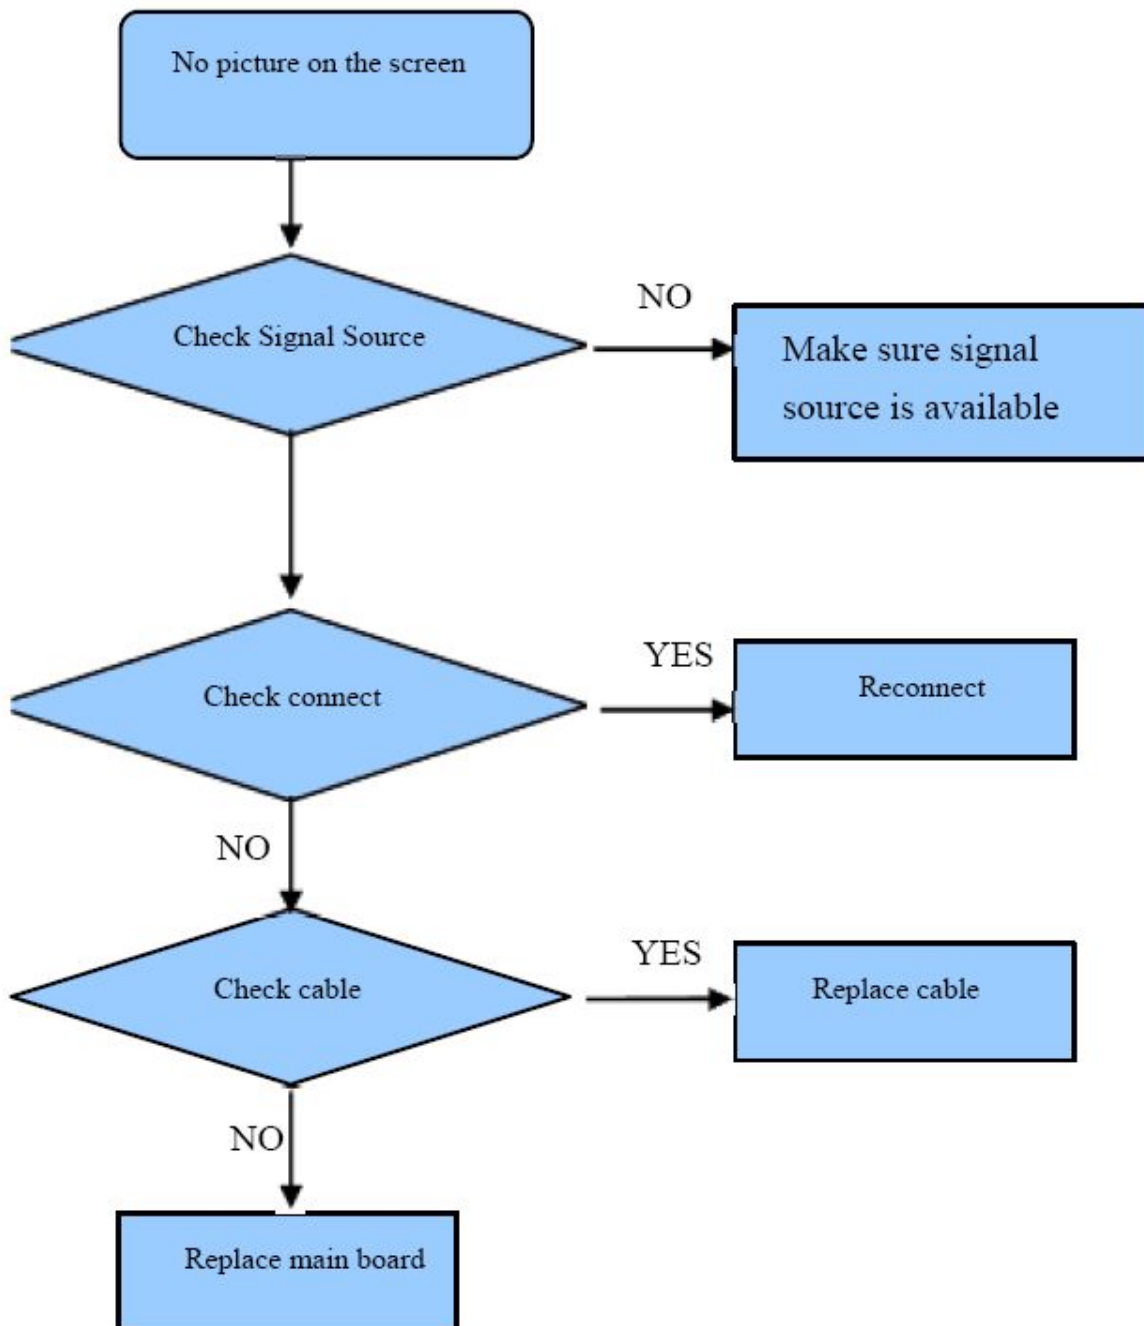 No picture on the screen
NO
Check Signal Source
Make sure signal
source is available
YES
Check connect
Reconnect
NO
YES
Check cable
Replace cable
NO
Replace main board